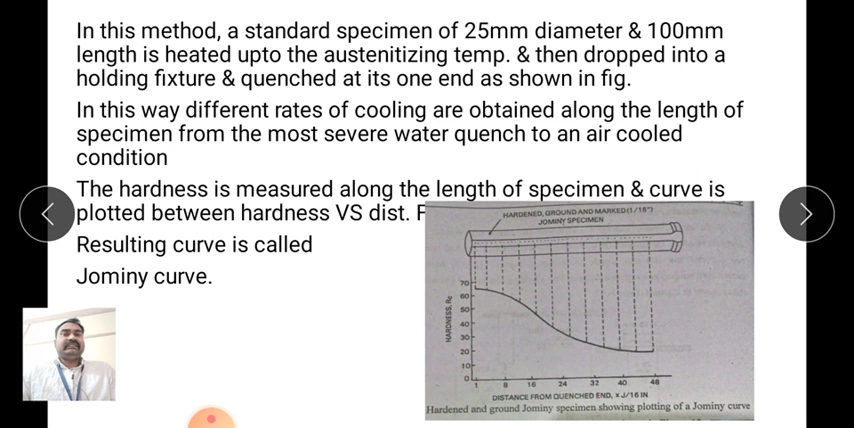 In this method, a standard specimen of 25mm diameter & 100mm
length is heated upto the austenitizing temp. & then dropped into a
holding fixture & quenched at its one end as shown in fig.
In this way different rates of cooling are obtained along the length of
specimen from the most severe water quench to an air cooled
condition
The hardness is measured along the length of specimen & curve is
plotted between hardness VS dist. F
Resulting curve is called
Jominy curve.
HARDENED, GROUND AND MARKED (1/16")
JOMINY SPECIMEN
HARDNESS, Rc
70
60
50
40
30
20
10
0
1 8 16 24 32 40 48
DISTANCE FROM QUENCHED END, x J/16 IN
Hardened and ground Jominy specimen showing plotting of a Jominy curve